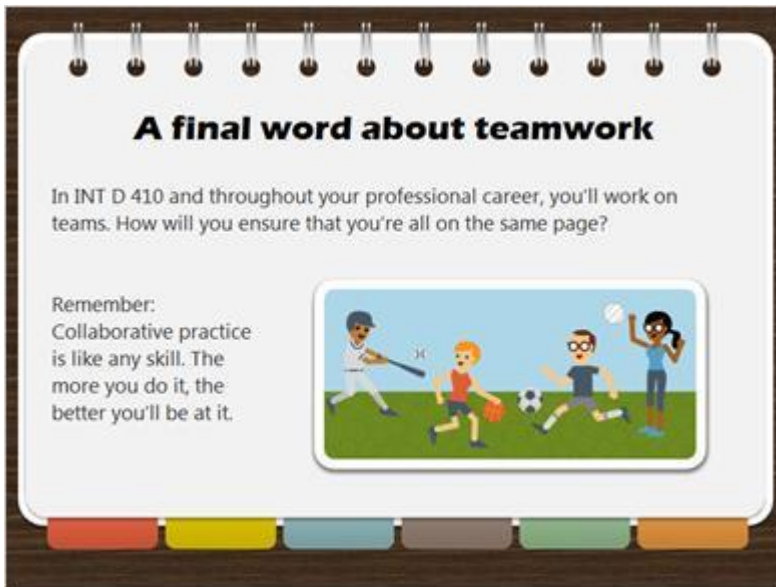 A final word about teamwork
In INT D 410 and throughout your professional career, you'll work on
teams. How will you ensure that you're all on the same page?
Remember:
Collaborative practice
is like any skill. The
more you do it, the
better you'll be at it.